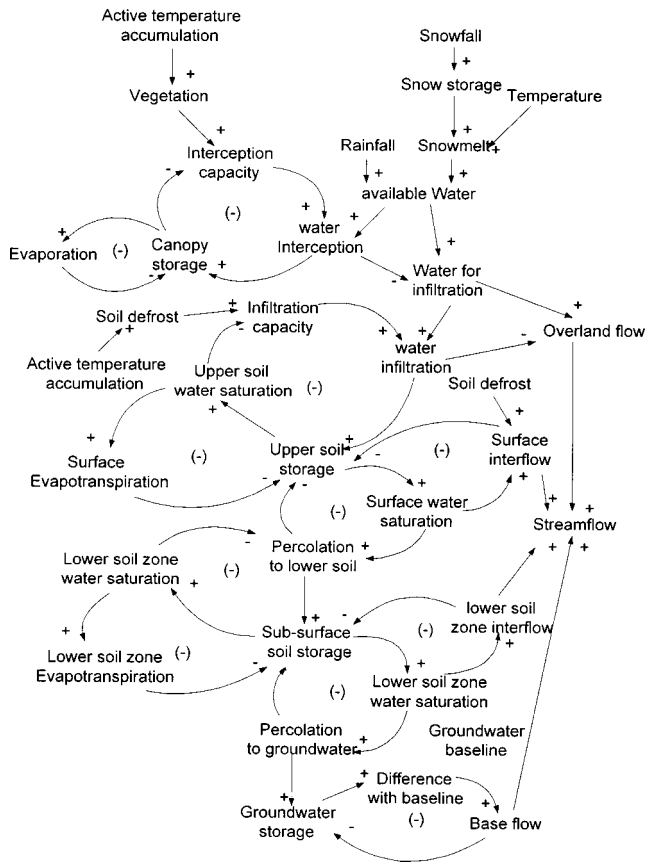 Active temperature
accumulation
+
Vegetation
+
Interception
capacity
-
(-)
+
water
Interception
+
Evaporation
(-)
Canopy
storage
+
-
Snowfall
+
Snow storage
Temperature
+
Snowmelt
+
Rainfall
+
+
available Water
+
+
Water for
infiltration
-
+
Overland flow
-
Soil defrost
+
Infiltration
capacity
+
-
Active temperature
accumulation
+
+
water
infiltration
Upper soil
water saturation
(-)
+
Soil defrost
+
Surface
interflow
+
+
Surface
Evapotranspiration
(-)
-
Upper soil
storage
+
-
(-)
+
Surface water
saturation
-
(-)
+
+
Streamflow
+
+
Percolation
to lower soil
+
-
Lower soil zone
water saturation
(-)
+
+
Lower soil zone
Evapotranspiration
(-)
-
Sub-surface
soil storage
+
-
(-)
lower soil
zone interflow
+
+
Lower soil zone
water saturation
-
(-)
Percolation
to groundwater
+
Groundwater
baseline
+
Groundwater
storage
+
Difference
with baseline
+
(-)
Base flow
-